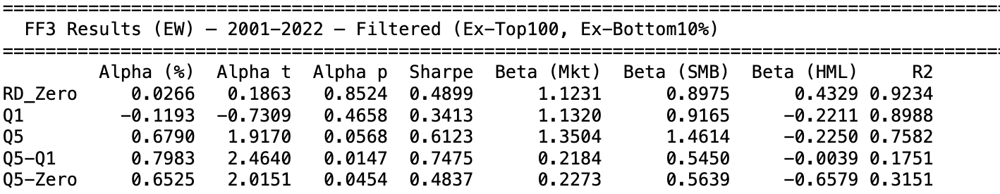 ====================================================================================================
FF3 Results (EW) — 2001-2022 — Filtered (Ex-Top100, Ex-Bottom10%)
====================================================================================================
Alpha (%) Alpha t Alpha p Sharpe Beta (Mkt) Beta (SMB) Beta (HML) R2
RD_Zero 0.0266 0.1863 0.8524 0.4899 1.1231 0.8975 0.4329 0.9234
Q1 -0.1193 -0.7309 0.4658 0.3413 1.1320 0.9165 -0.2211 0.8988
Q5 0.6790 1.9170 0.0568 0.6123 1.3504 1.4614 -0.2250 0.7582
Q5-Q1 0.7983 2.4640 0.0147 0.7475 0.2184 0.5450 -0.0039 0.1751
Q5-Zero 0.6525 2.0151 0.0454 0.4837 0.2273 0.5639 -0.6579 0.3151